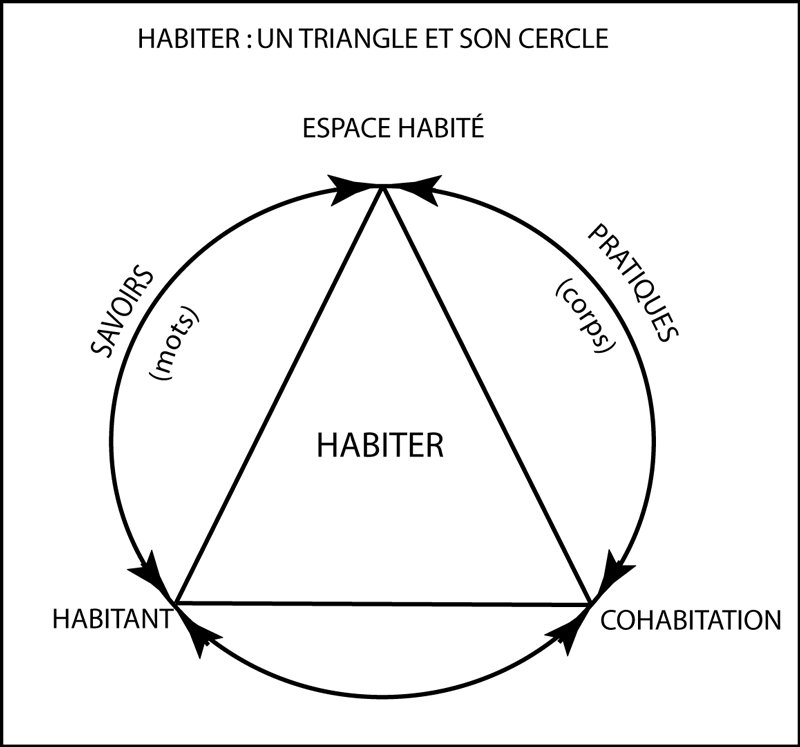 HABITER : UN TRIANGLE ET SON CERCLE
ESPACE HABITÉ
SAVOIRS
(mots)
PRATIQUES
(corps)
HABITER
HABITANT
COHABITATION